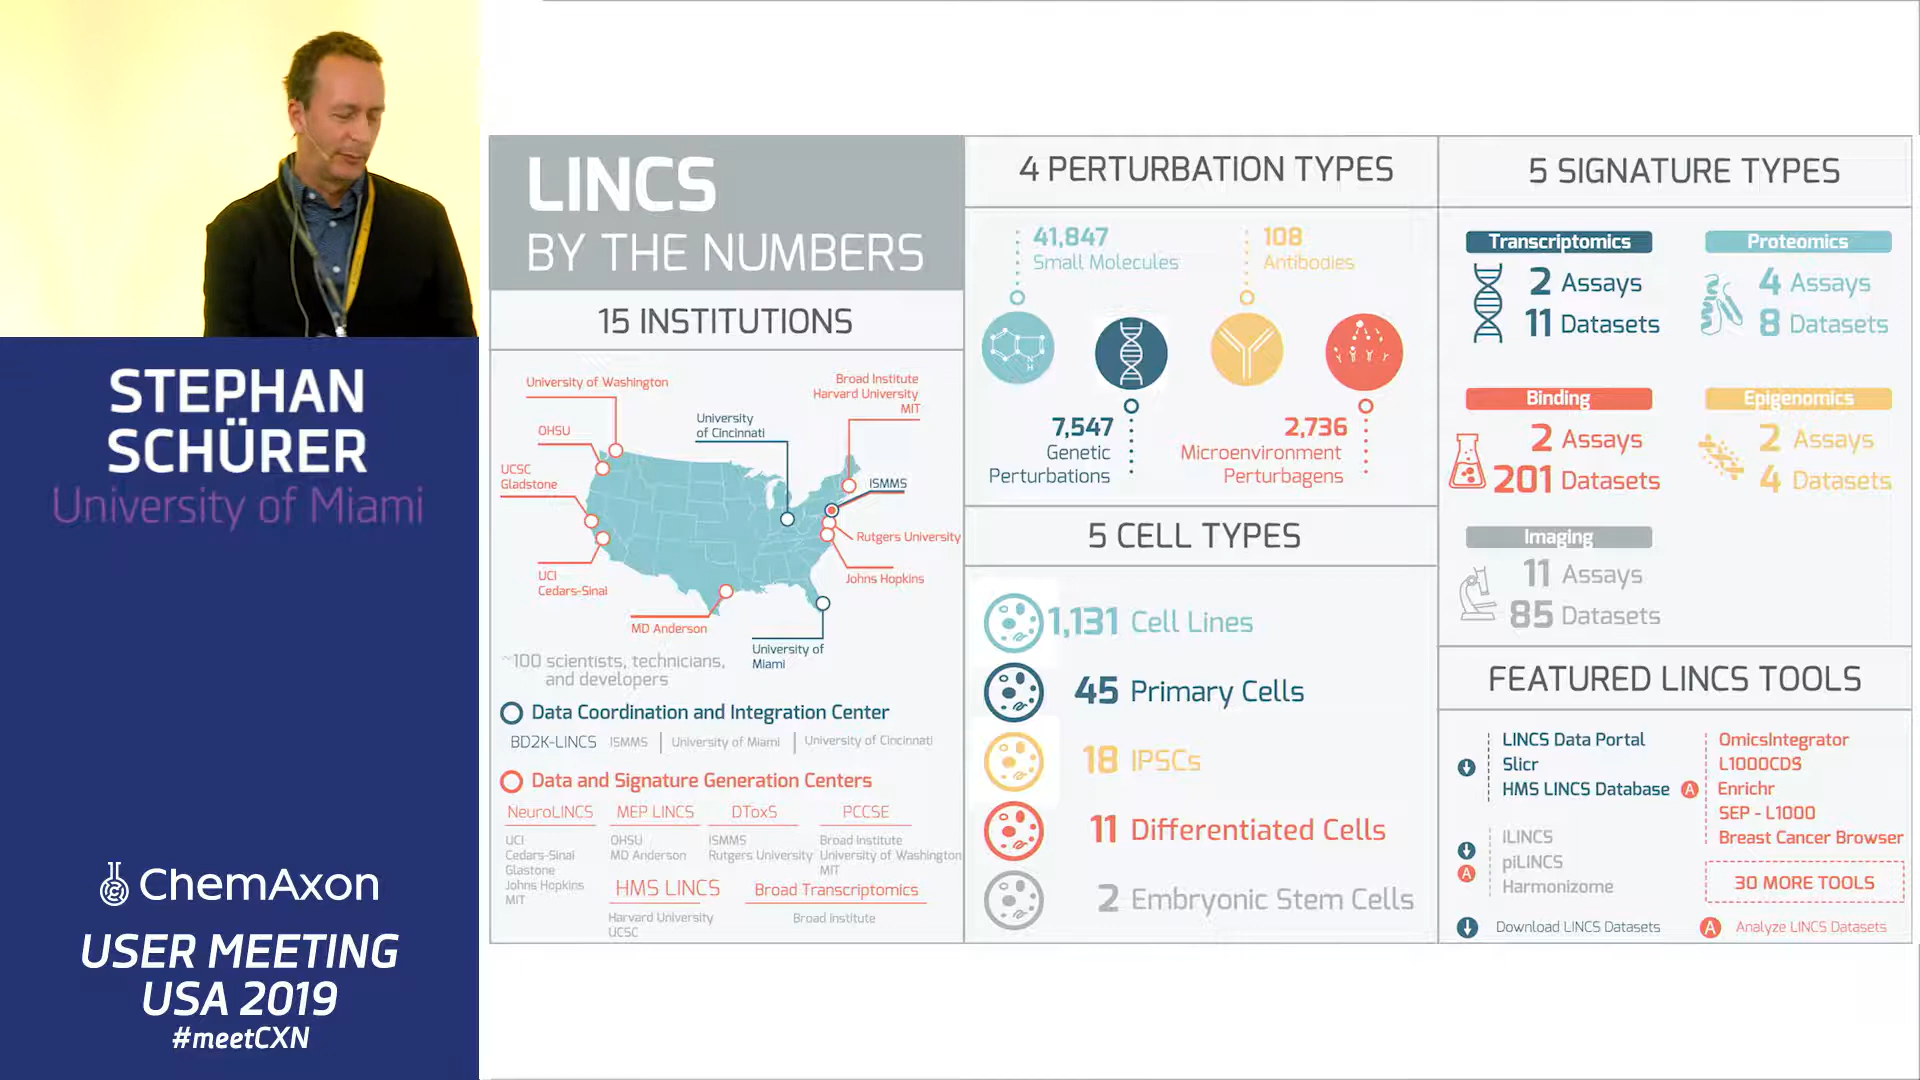 STEPHAN
SCHÜRER
University of Miami
ChemAxon
USER MEETING
USA 2019
#meetCXN
LINCS
BY THE NUMBERS
15 INSTITUTIONS
University of Washington
OHSU
UCSC
Gladstone
UCI
Cedars-Sinai
MD Anderson
University
of Cincinnati
Broad Institute
Harvard University
MIT
ISMMS
Rutgers University
Johns Hopkins
University of
Miami
~100 scientists, technicians,
and developers
Data Coordination and Integration Center
BD2K-LINCS ISMMS University of Miami University of Cincinnati
Data and Signature Generation Centers
NeuroLINCS
UCI
Cedars-Sinai
Glastone
Johns Hopkins
MIT
MEP LINCS
OHSU
MD Anderson
DToxS
ISMMS
Rutgers University
PCCSE
Broad Institute
University of Washington
MIT
HMS LINCS
Harvard University
UCSC
Broad Transcriptomics
Broad Institute
4 PERTURBATION TYPES
41,847
Small Molecules
108
Antibodies
7,547
Genetic
Perturbations
2,736
Microenvironment
Perturbagens
5 CELL TYPES
1,131 Cell Lines
45 Primary Cells
18 IPSCs
11 Differentiated Cells
2 Embryonic Stem Cells
5 SIGNATURE TYPES
Transcriptomics
2 Assays
11 Datasets
Proteomics
4 Assays
8 Datasets
Binding
2 Assays
201 Datasets
Epigenomics
2 Assays
4 Datasets
Imaging
11 Assays
85 Datasets
FEATURED LINCS TOOLS
LINCS Data Portal
Slicr
HMS LINCS Database
iLINCS
piLINCS
Harmonizome
A
A
OmicsIntegrator
L1000CDS
Enrichr
SEP - L1000
Breast Cancer Browser
30 MORE TOOLS
Download LINCS Datasets
A Analyze LINCS Datasets